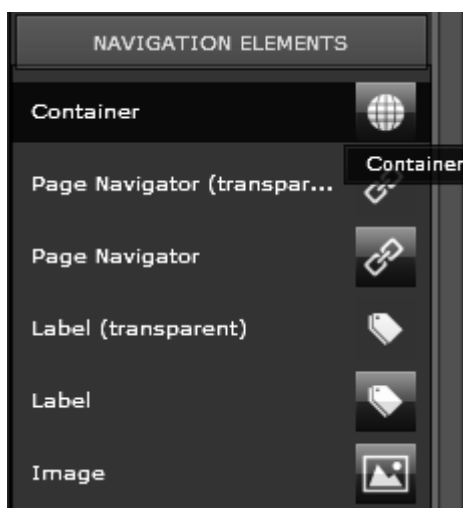 NAVIGATION ELEMENTS
Container
Container
Page Navigator (transpar...
Page Navigator
Label (transparent)
Label
Image